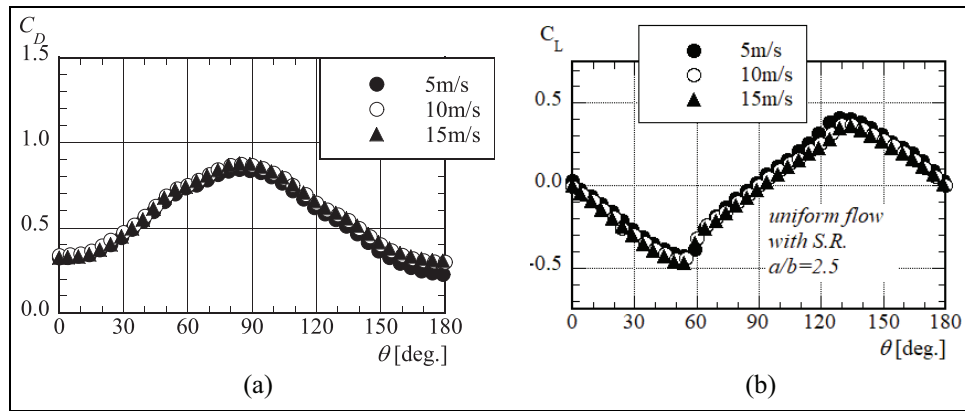 C_D
1.5
1.0
0.5
0.0
5m/s
10m/s
15m/s
0 30 60 90 120 150 180
θ [deg.]
(a)
C_L
0.5
0.0
-0.5
5m/s
10m/s
15m/s
uniform flow
with S.R.
a/b=2.5
0 30 60 90 120 150 180
θ [deg.]
(b)